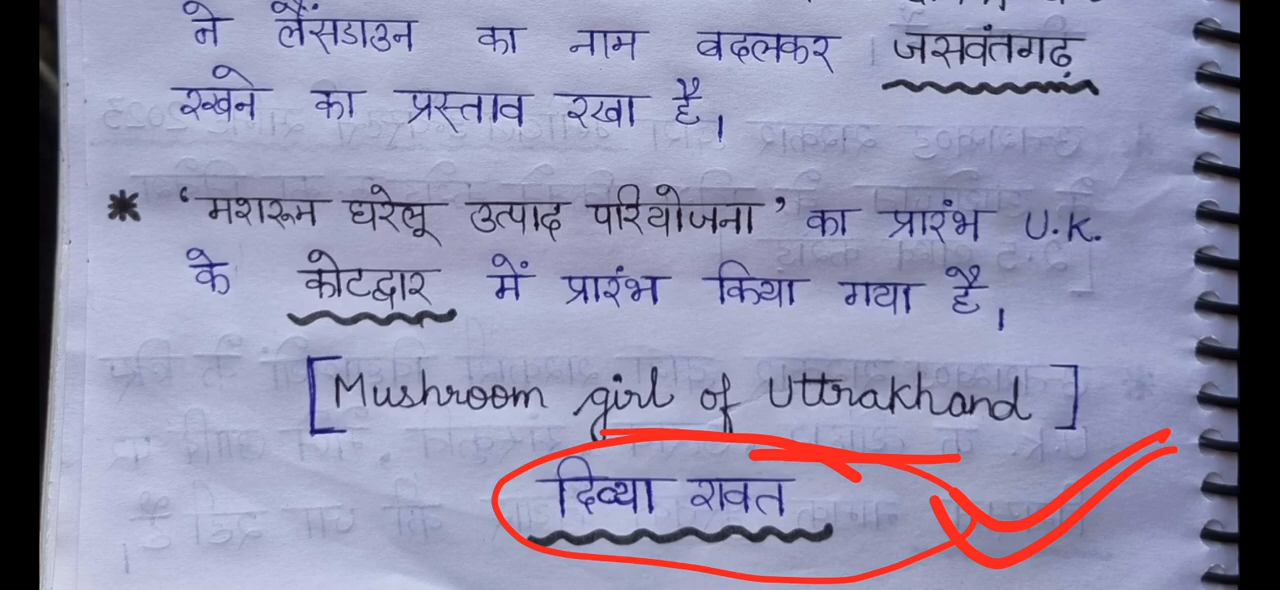 ने लैंसडाउन का नाम बदलकर जसवंतगढ़
रखने का प्रस्ताव रखा है।
* 'मशरूम घरेलू उत्पाद परियोजना' का प्रारंभ U.K.
के कोटद्वार में प्रारंभ किया गया है।
[Mushroom girl of Uttrakhand]
दिव्या रावत